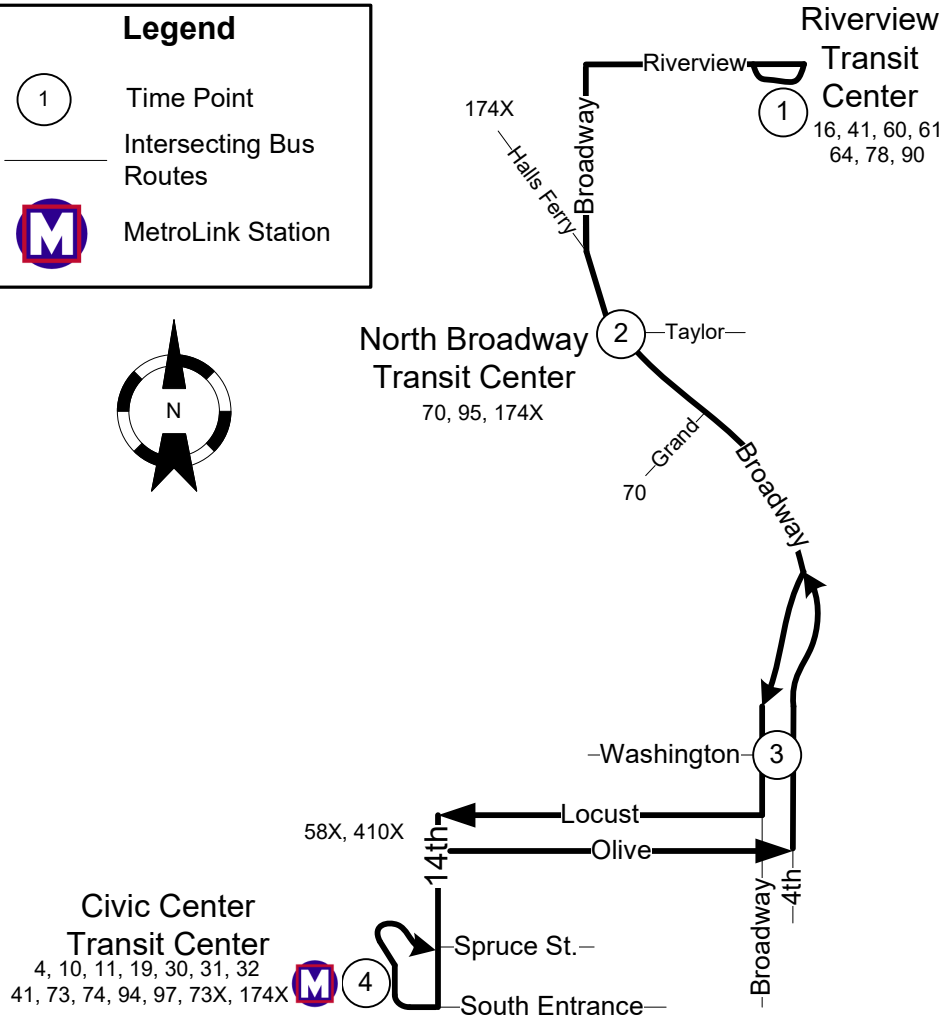 Legend
1
Time Point
Intersecting Bus
Routes
M
MetroLink Station
N
Riverview
Transit
Center
1
16, 41, 60, 61
64, 78, 90
Riverview
Broadway
174X
Halls Ferry
North Broadway
Transit Center
70, 95, 174X
2
Taylor
Grand
70
Broadway
Washington
3
Locust
58X, 410X
14th
Olive
Broadway
4th
Civic Center
Transit Center
4, 10, 11, 19, 30, 31, 32
41, 73, 74, 94, 97, 73X, 174X
M
4
Spruce St.
South Entrance